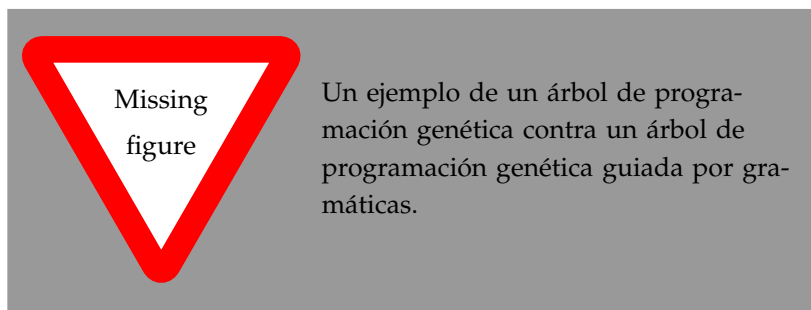 Missing
figure
Un ejemplo de un árbol de progra-
mación genética contra un árbol de
programación genética guiada por gra-
máticas.